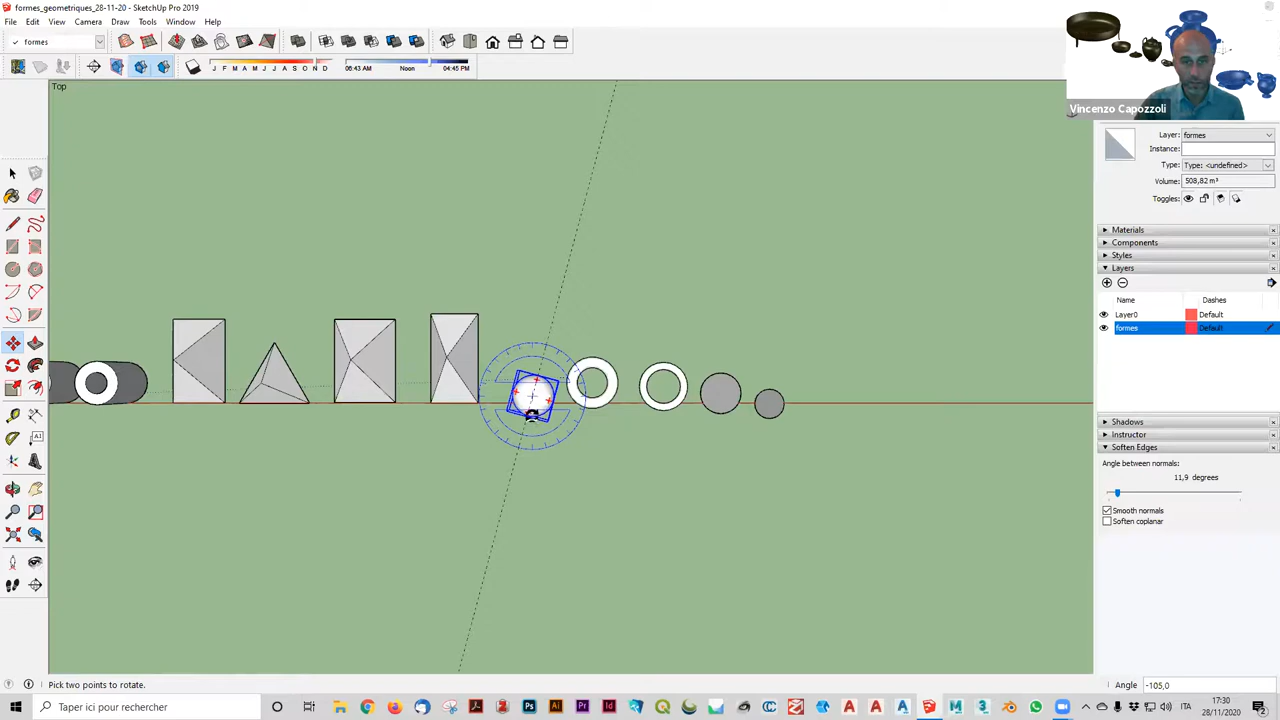 formes_geometriques_28-11-20 - SketchUp Pro 2019
File Edit View Camera Draw Tools Window Help
formes
J F M A M J J A S O N D
06:43 AM Noon 04:45 PM
Top
Vincenzo Capozzoli
Layer: formes
Instance:
Type: Type: <undefined>
Volume: 508,82 m³
Toggles:
Materials
Components
Styles
Layers
Name Dashes
Layer0 Default
formes Default
Shadows
Instructor
Soften Edges
Angle between normals:
11,9 degrees
Smooth normals
Soften coplanar
Pick two points to rotate.
Angle -105,0
Taper ici pour rechercher
ITA
17:30
28/11/2020